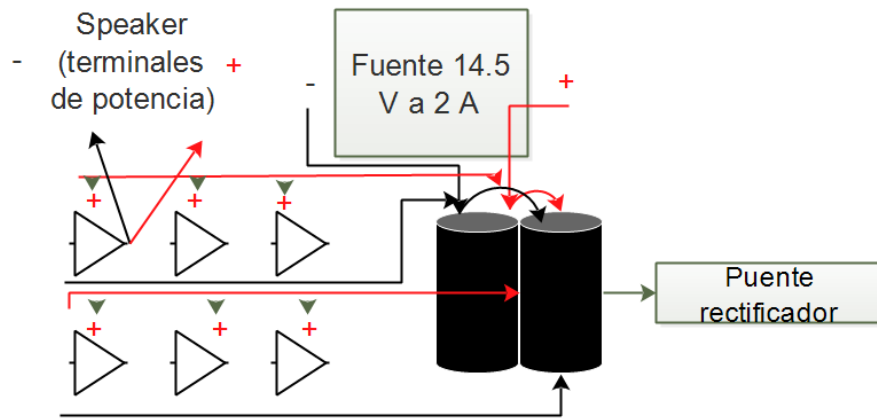 Speaker
- (terminales +
de potencia)
Fuente 14.5
V a 2 A
- +
+ + +
+ + +
Puente
rectificador